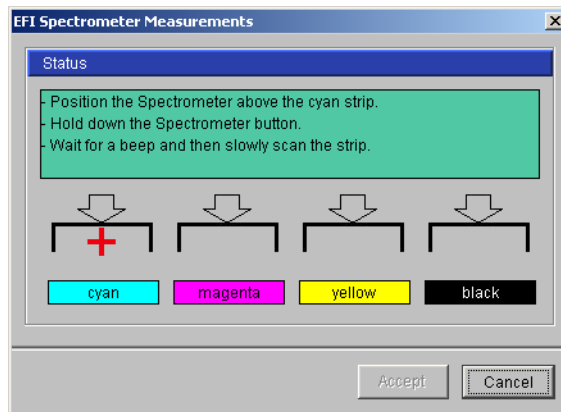 EFI Spectrometer Measurements
Status
- Position the Spectrometer above the cyan strip.
- Hold down the Spectrometer button.
- Wait for a beep and then slowly scan the strip.
cyan magenta yellow black
Accept Cancel